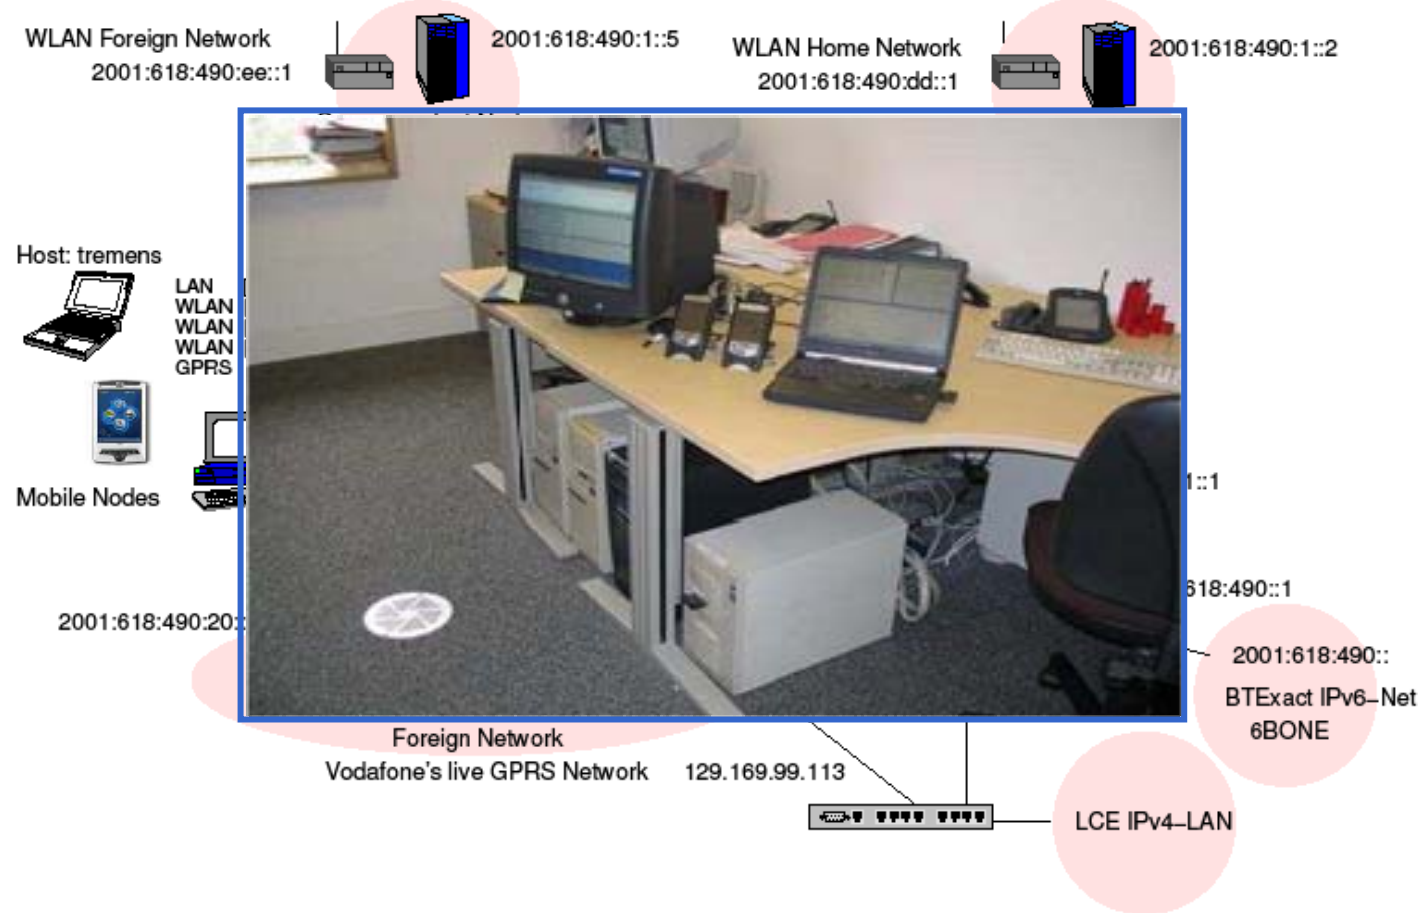 WLAN Foreign Network
2001:618:490:ee::1
2001:618:490:1::5
WLAN Home Network
2001:618:490:dd::1
2001:618:490:1::2
Host: tremens
LAN
WLAN
WLAN
WLAN
GPRS
Mobile Nodes
1::1
618:490::1
2001:618:490:20:
2001:618:490::
BTExact IPv6–Net
6BONE
Foreign Network
Vodafone's live GPRS Network
129.169.99.113
LCE IPv4–LAN